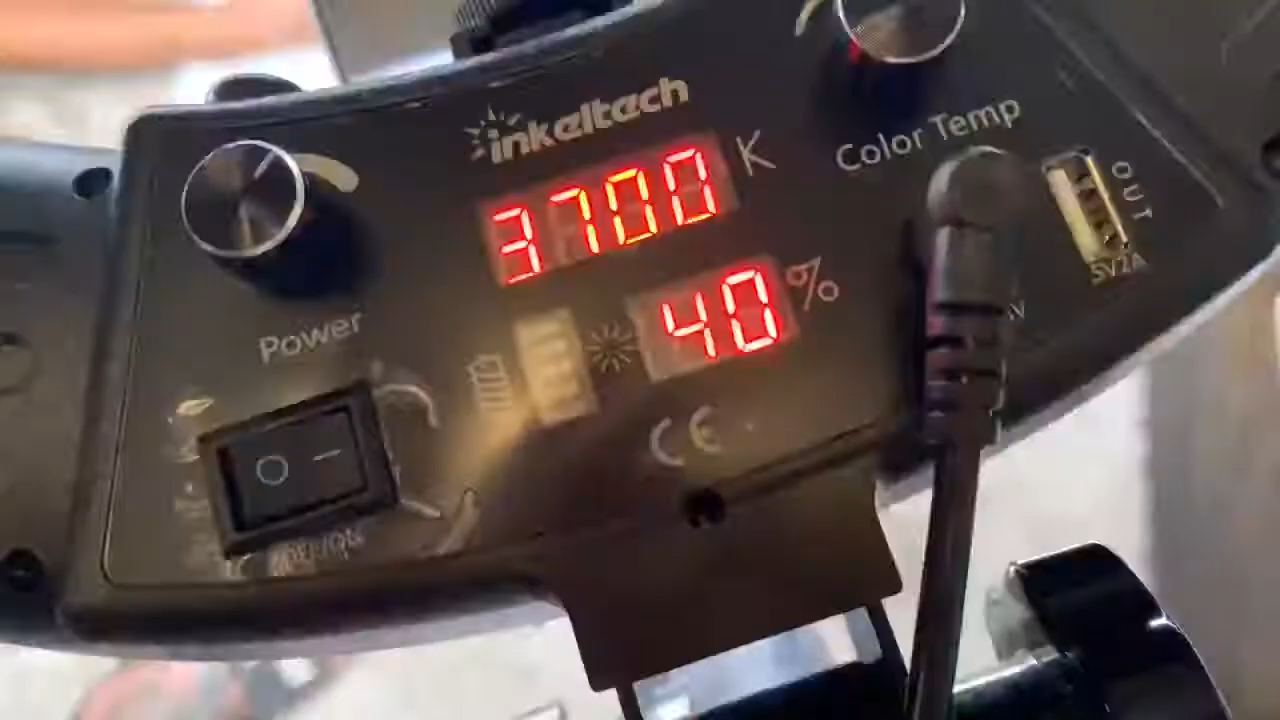 inkeltech
3700 K
Color Temp
OUT
5V2A
Power
40 %
O —
CE